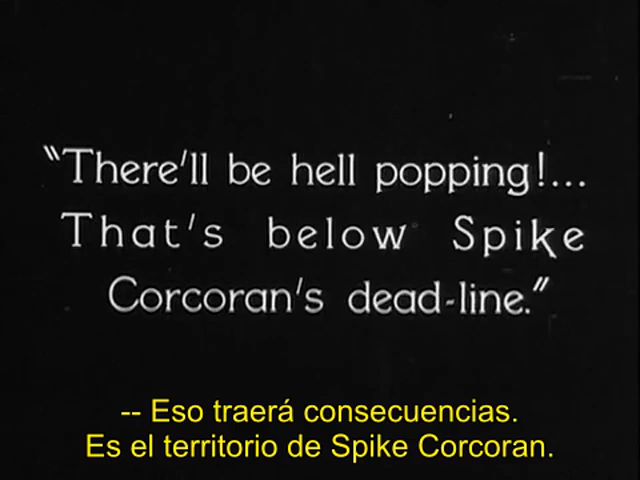 “There'll be hell popping!...
That's below Spike
Corcoran's dead-line.”
-- Eso traerá consecuencias.
Es el territorio de Spike Corcoran.